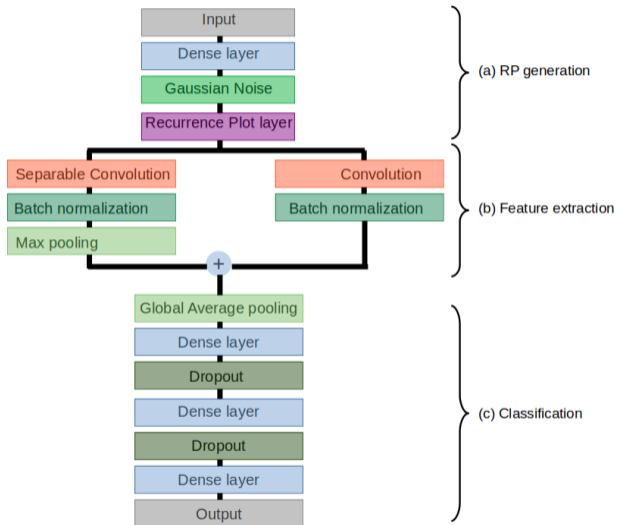 Input
Dense layer
Gaussian Noise
Recurrence Plot layer
(a) RP generation
Separable Convolution
Batch normalization
Max pooling
Convolution
Batch normalization
(b) Feature extraction
+
Global Average pooling
Dense layer
Dropout
Dense layer
Dropout
Dense layer
Output
(c) Classification